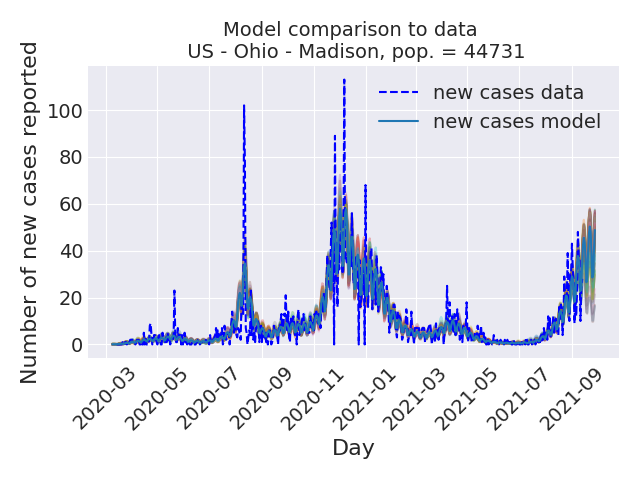 Model comparison to data
US - Ohio - Madison, pop. = 44731
Number of new cases reported
100
80
60
40
20
0
new cases data
new cases model
2020-03
2020-05
2020-07
2020-09
2020-11
2021-01
2021-03
2021-05
2021-07
2021-09
Day